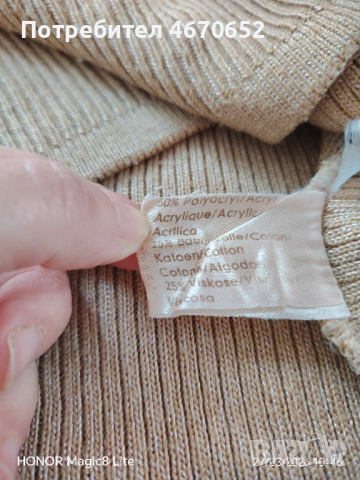 Потребител 4670652
50% Polyacryl/Acryl
Acrylique/Acrylic
Acrilica
25% Baumwolle/Coton/
Katoen/Cotton
Cotone/Algodon
25% Viskose/
Viscosa
HONOR Magic8 Lite